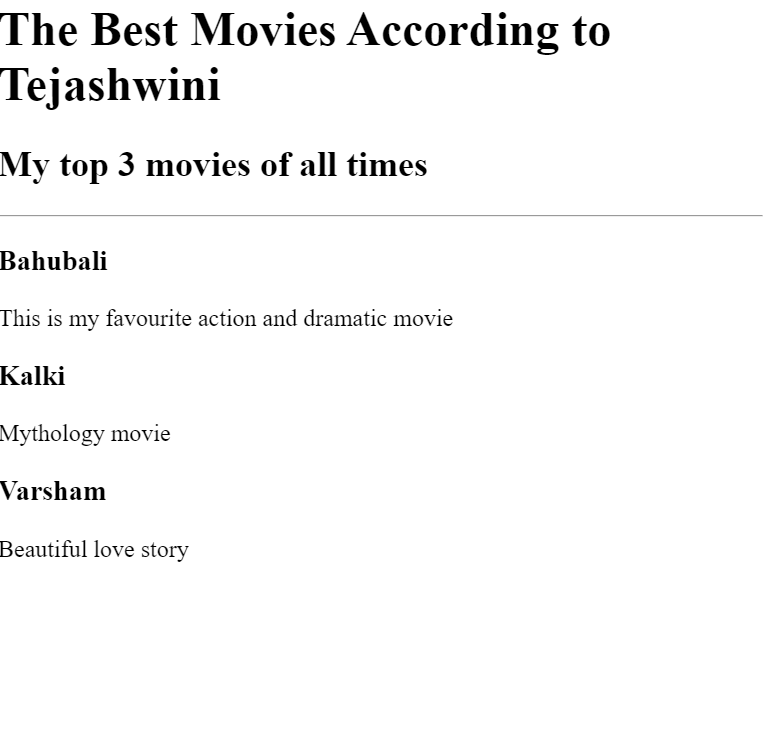 The Best Movies According to
Tejashwini
My top 3 movies of all times
Bahubali
This is my favourite action and dramatic movie
Kalki
Mythology movie
Varsham
Beautiful love story